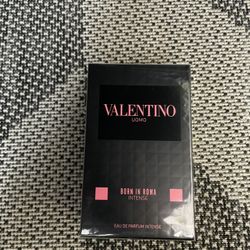 VALENTINO
UOMO
BORN IN ROMA
INTENSE
EAU DE PARFUM INTENSE